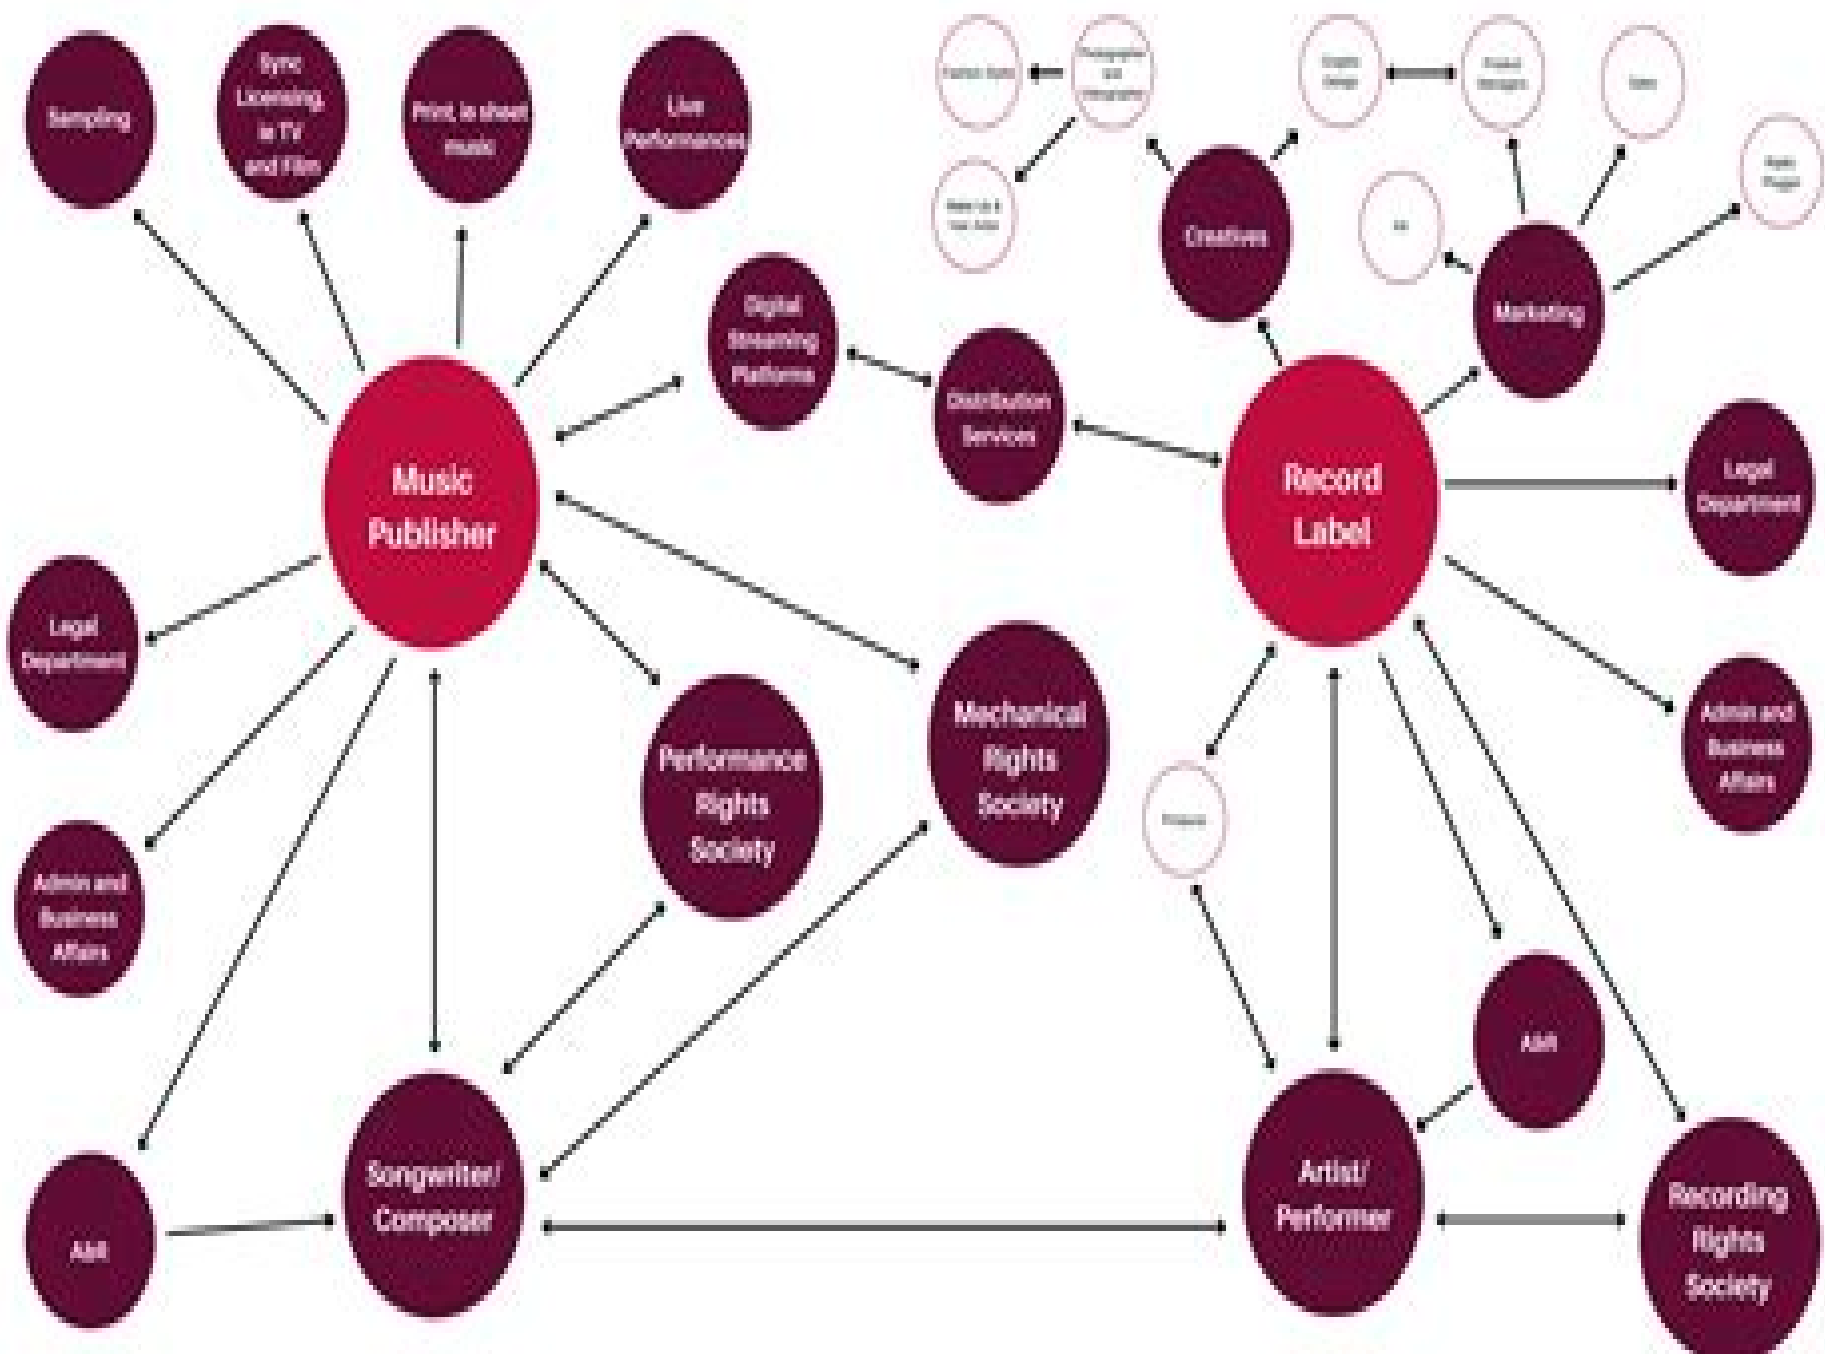 Sampling
Sync
Licensing,
ie TV
and Film
Print, ie sheet
music
Live
Performances
Creatives
Marketing
Digital
Streaming
Platforms
Distribution
Services
Music
Publisher
Record
Label
Legal
Department
Legal
Department
Mechanical
Rights
Society
Performance
Rights
Society
Admin and
Business
Affairs
Admin and
Business
Affairs
A&R
A&R
Songwriter/
Composer
Artist/
Performer
Recording
Rights
Society